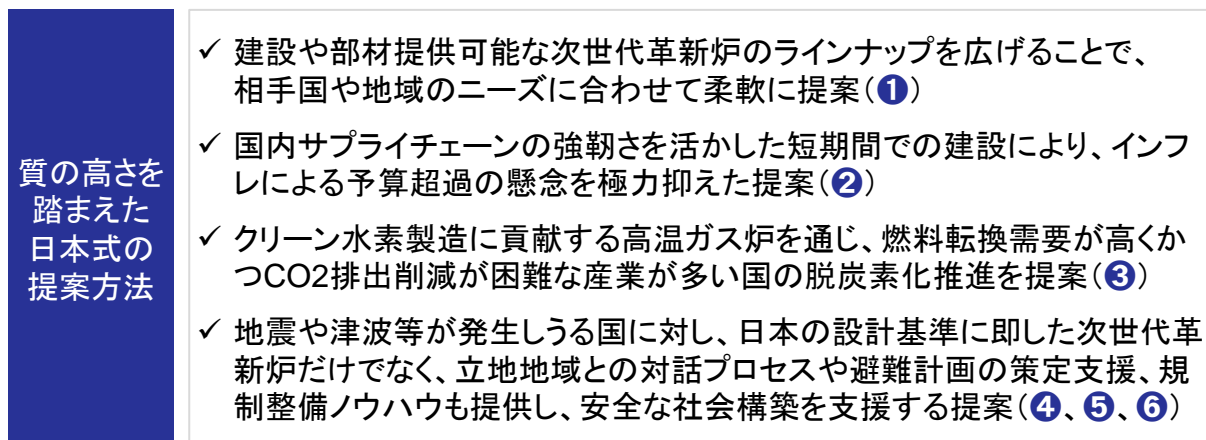 質の高さを
踏まえた
日本式の
提案方法
✓ 建設や部材提供可能な次世代革新炉のラインナップを広げることで、
相手国や地域のニーズに合わせて柔軟に提案（❶）
✓ 国内サプライチェーンの強靭さを活かした短期間での建設により、インフ
レによる予算超過の懸念を極力抑えた提案（❷）
✓ クリーン水素製造に貢献する高温ガス炉を通じ、燃料転換需要が高くか
つCO2排出削減が困難な産業が多い国の脱炭素化推進を提案（❸）
✓ 地震や津波等が発生しうる国に対し、日本の設計基準に即した次世代革
新炉だけでなく、立地地域との対話プロセスや避難計画の策定支援、規
制整備ノウハウも提供し、安全な社会構築を支援する提案（❹、❺、❻）